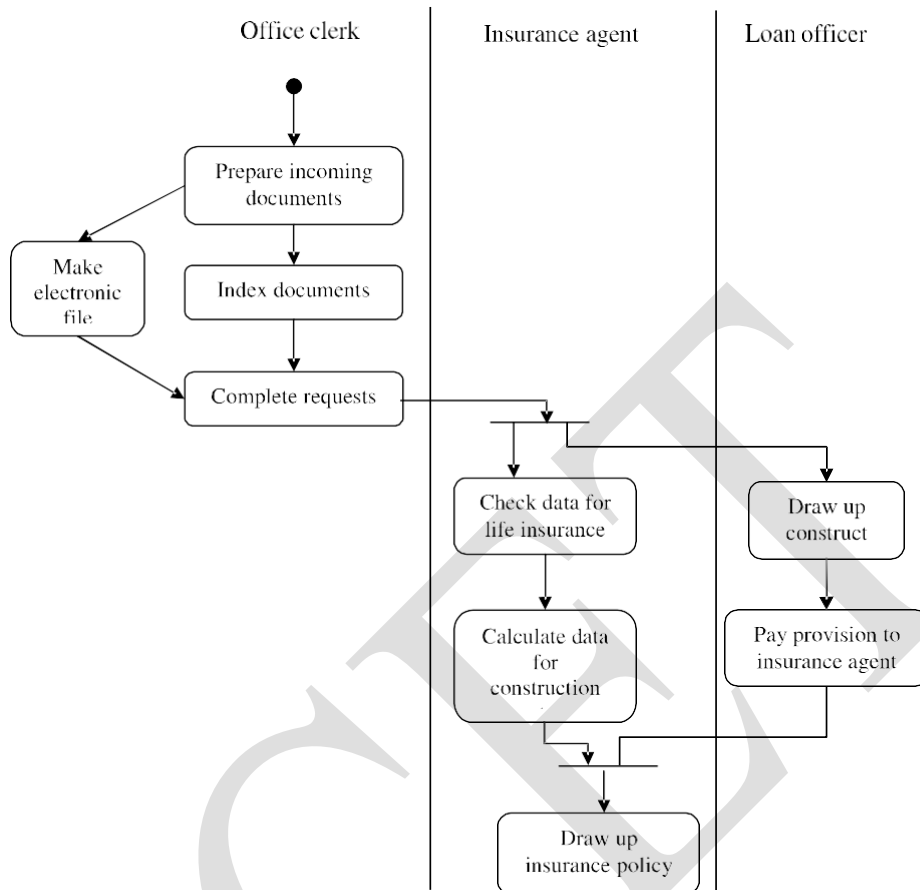 Office clerk
Insurance agent
Loan officer
Prepare incoming
documents
Make
electronic
file
Index documents
Complete requests
Check data for
life insurance
Draw up
construct
Calculate data
for
construction
Pay provision to
insurance agent
Draw up
insurance policy
CET